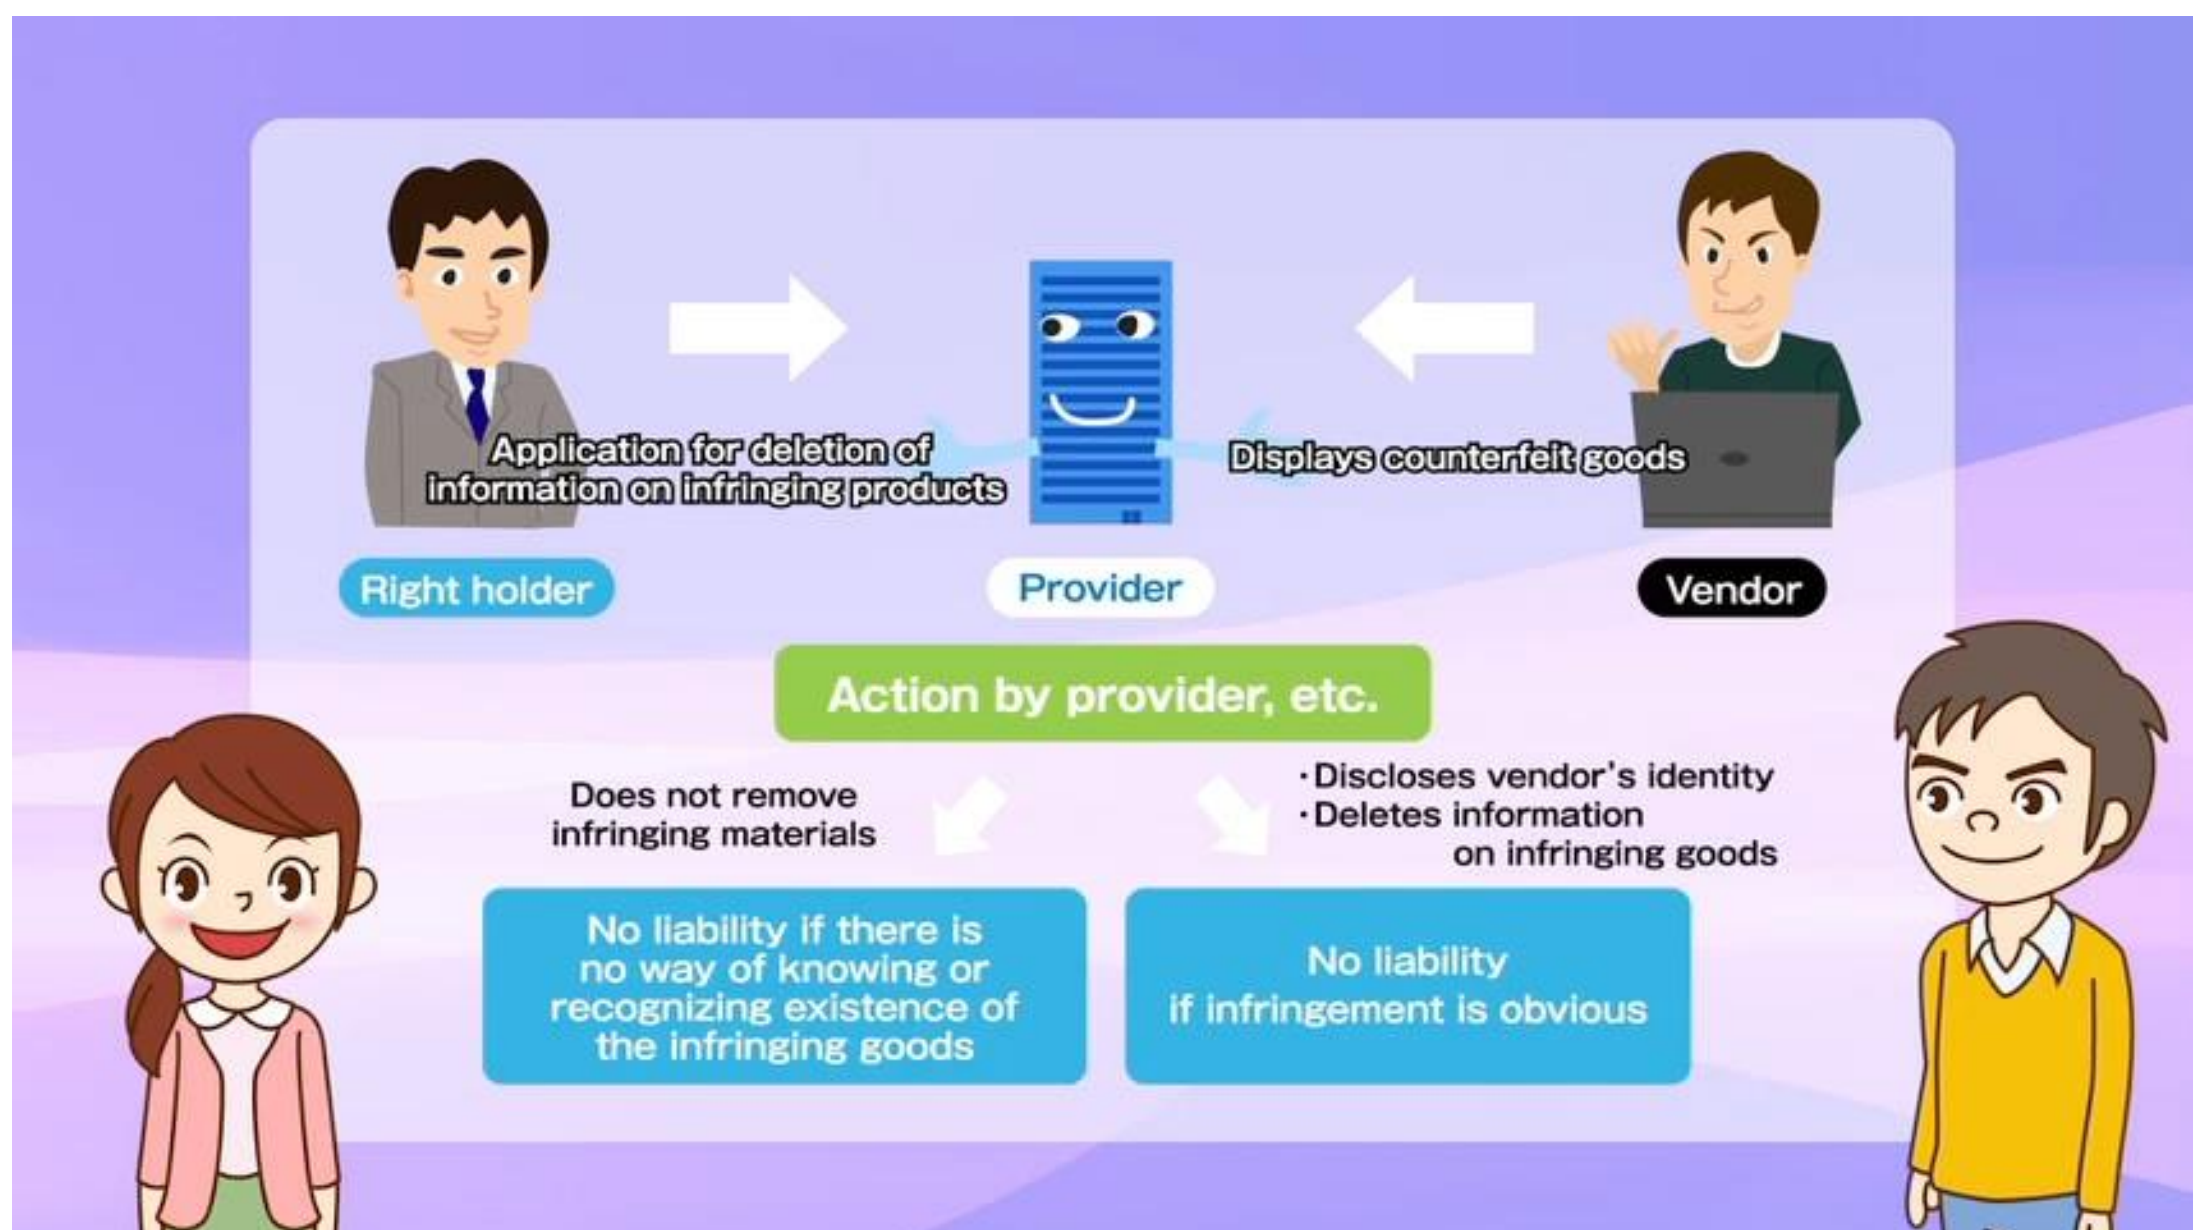 Application for deletion of
information on infringing products
Displays counterfeit goods
Right holder
Provider
Vendor
Action by provider, etc.
Does not remove
infringing materials
・Discloses vendor's identity
・Deletes information
on infringing goods
No liability if there is
no way of knowing or
recognizing existence of
the infringing goods
No liability
if infringement is obvious